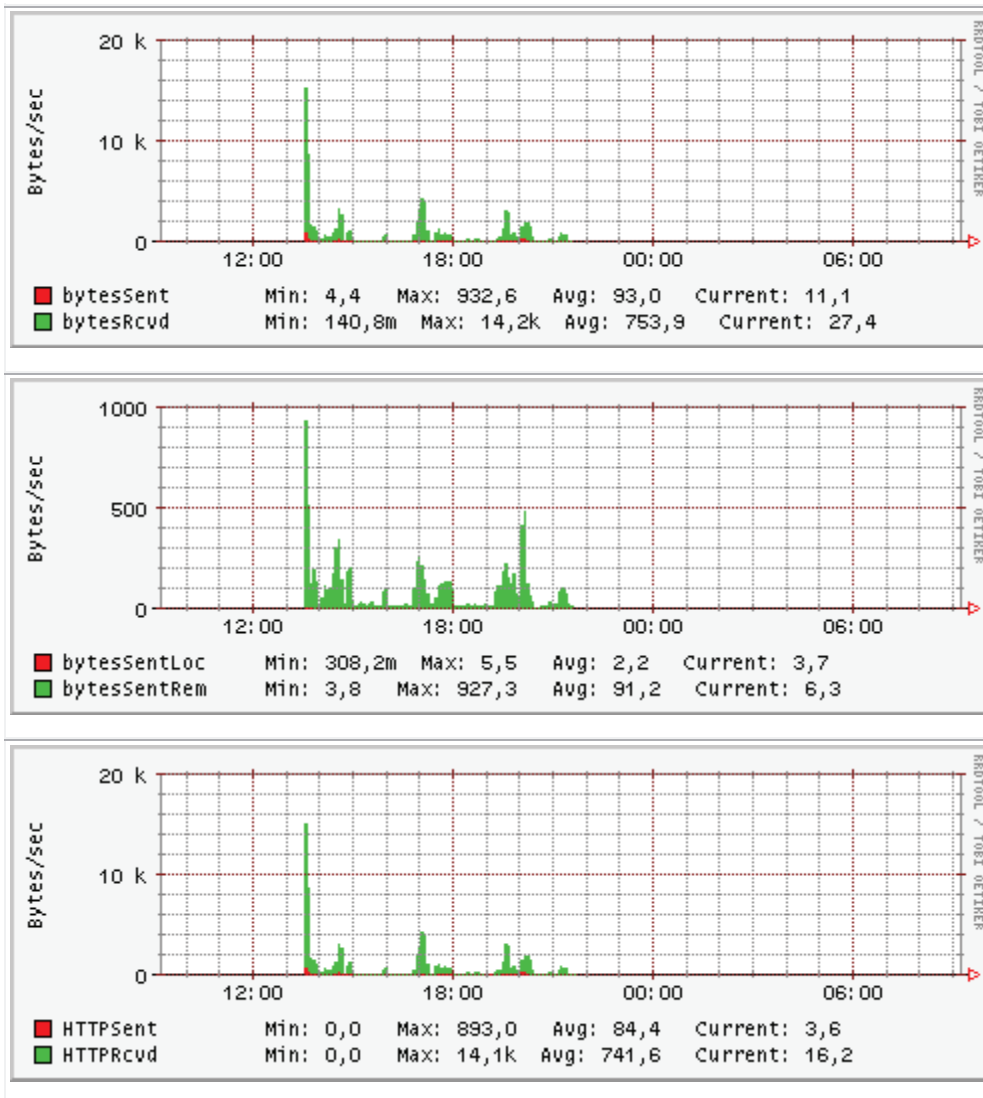 20 k
10 k
0
Bytes/sec
12:00 18:00 00:00 06:00
bytesSent Min: 4,4 Max: 932,6 Avg: 93,0 Current: 11,1
bytesRcvd Min: 140,8m Max: 14,2k Avg: 753,9 Current: 27,4
RRDTOOL / TOBI OETIKER
1000
500
0
Bytes/sec
12:00 18:00 00:00 06:00
bytesSentLoc Min: 308,2m Max: 5,5 Avg: 2,2 Current: 3,7
bytesSentRem Min: 3,8 Max: 927,3 Avg: 91,2 Current: 6,3
RRDTOOL / TOBI OETIKER
20 k
10 k
0
Bytes/sec
12:00 18:00 00:00 06:00
HTTPSent Min: 0,0 Max: 893,0 Avg: 84,4 Current: 3,6
HTTPRcvd Min: 0,0 Max: 14,1k Avg: 741,6 Current: 16,2
RRDTOOL / TOBI OETIKER